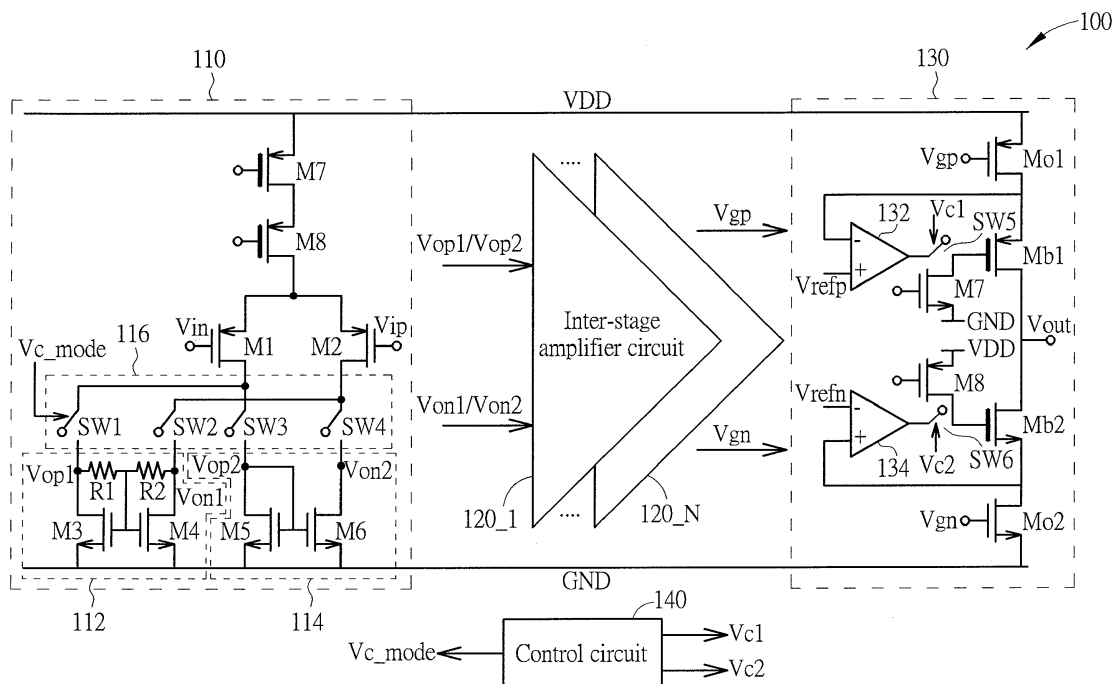 100
110
130
VDD
M7
Vgp
Mo1
M8
Vop1/Vop2
Vgp
132
Vc1
SW5
Mb1
Vrefp
M7
GND
Vin
M1
M2
Vip
Inter-stage
amplifier circuit
Vout
Vc_mode
116
VDD
M8
Von1/Von2
Vrefn
SW1
SW2
SW3
SW4
Vgn
Mb2
134
Vc2
SW6
Vop1
R1
R2
Vop2
Von2
Von1
M3
M4
M5
M6
120_1
120_N
Vgn
Mo2
GND
112
114
140
Vc_mode
Control circuit
Vc1
Vc2